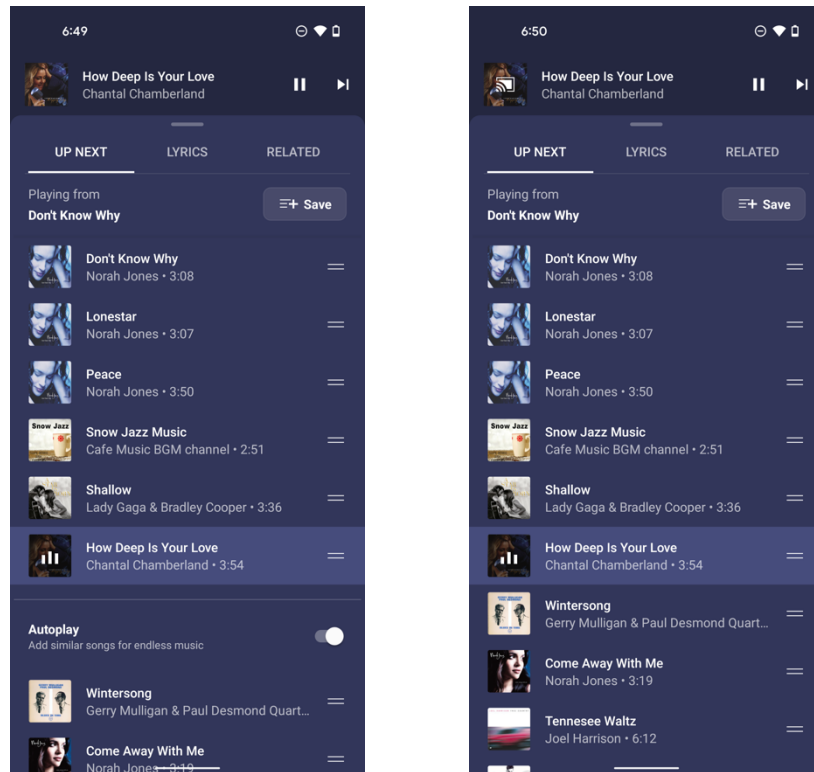 6:49
How Deep Is Your Love
Chantal Chamberland
UP NEXT LYRICS RELATED
Playing from
Don't Know Why
Save
Don't Know Why
Norah Jones • 3:08
Lonestar
Norah Jones • 3:07
Peace
Norah Jones • 3:50
Snow Jazz
Snow Jazz Music
Cafe Music BGM channel • 2:51
Shallow
Lady Gaga & Bradley Cooper • 3:36
How Deep Is Your Love
Chantal Chamberland • 3:54
Autoplay
Add similar songs for endless music
Wintersong
Gerry Mulligan & Paul Desmond Quart...
Come Away With Me
Norah Jones • 3:19
6:50
How Deep Is Your Love
Chantal Chamberland
UP NEXT LYRICS RELATED
Playing from
Don't Know Why
Save
Don't Know Why
Norah Jones • 3:08
Lonestar
Norah Jones • 3:07
Peace
Norah Jones • 3:50
Snow Jazz
Snow Jazz Music
Cafe Music BGM channel • 2:51
Shallow
Lady Gaga & Bradley Cooper • 3:36
How Deep Is Your Love
Chantal Chamberland • 3:54
Wintersong
Gerry Mulligan & Paul Desmond Quart...
Come Away With Me
Norah Jones • 3:19
Tennesee Waltz
Joel Harrison • 6:12